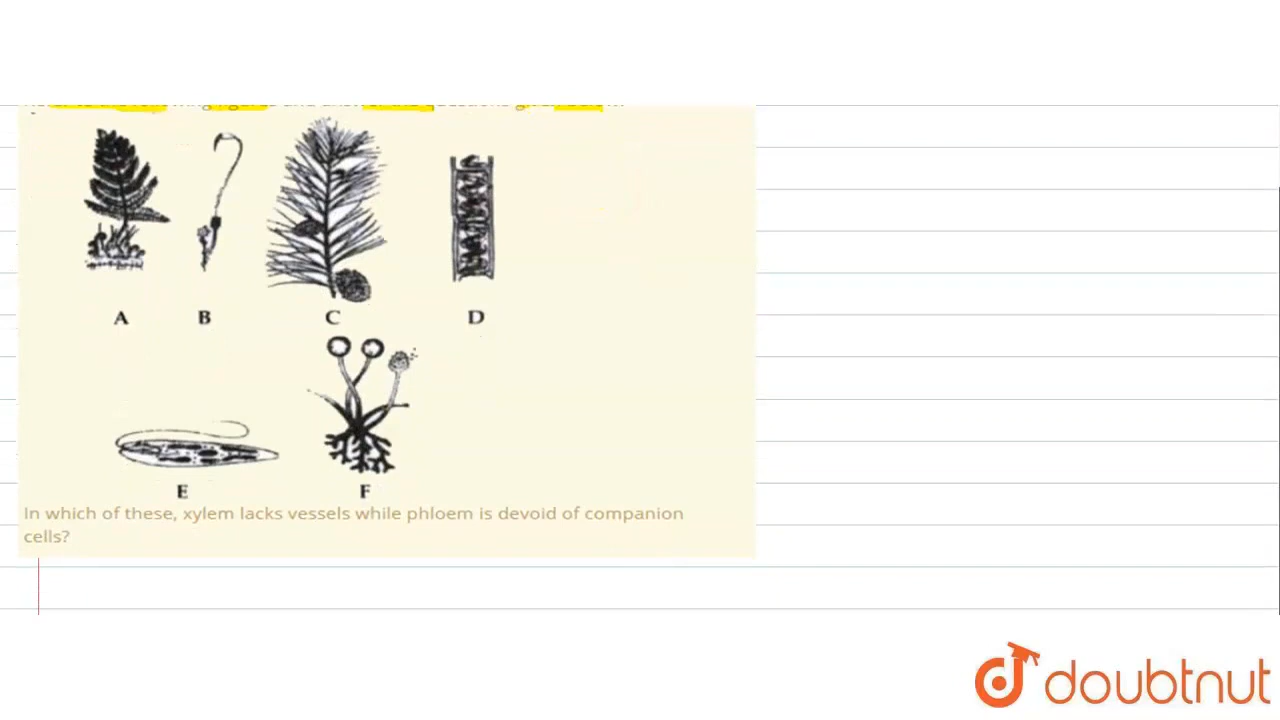 A B C D
E F
In which of these, xylem lacks vessels while phloem is devoid of companion
cells?
doubtnut